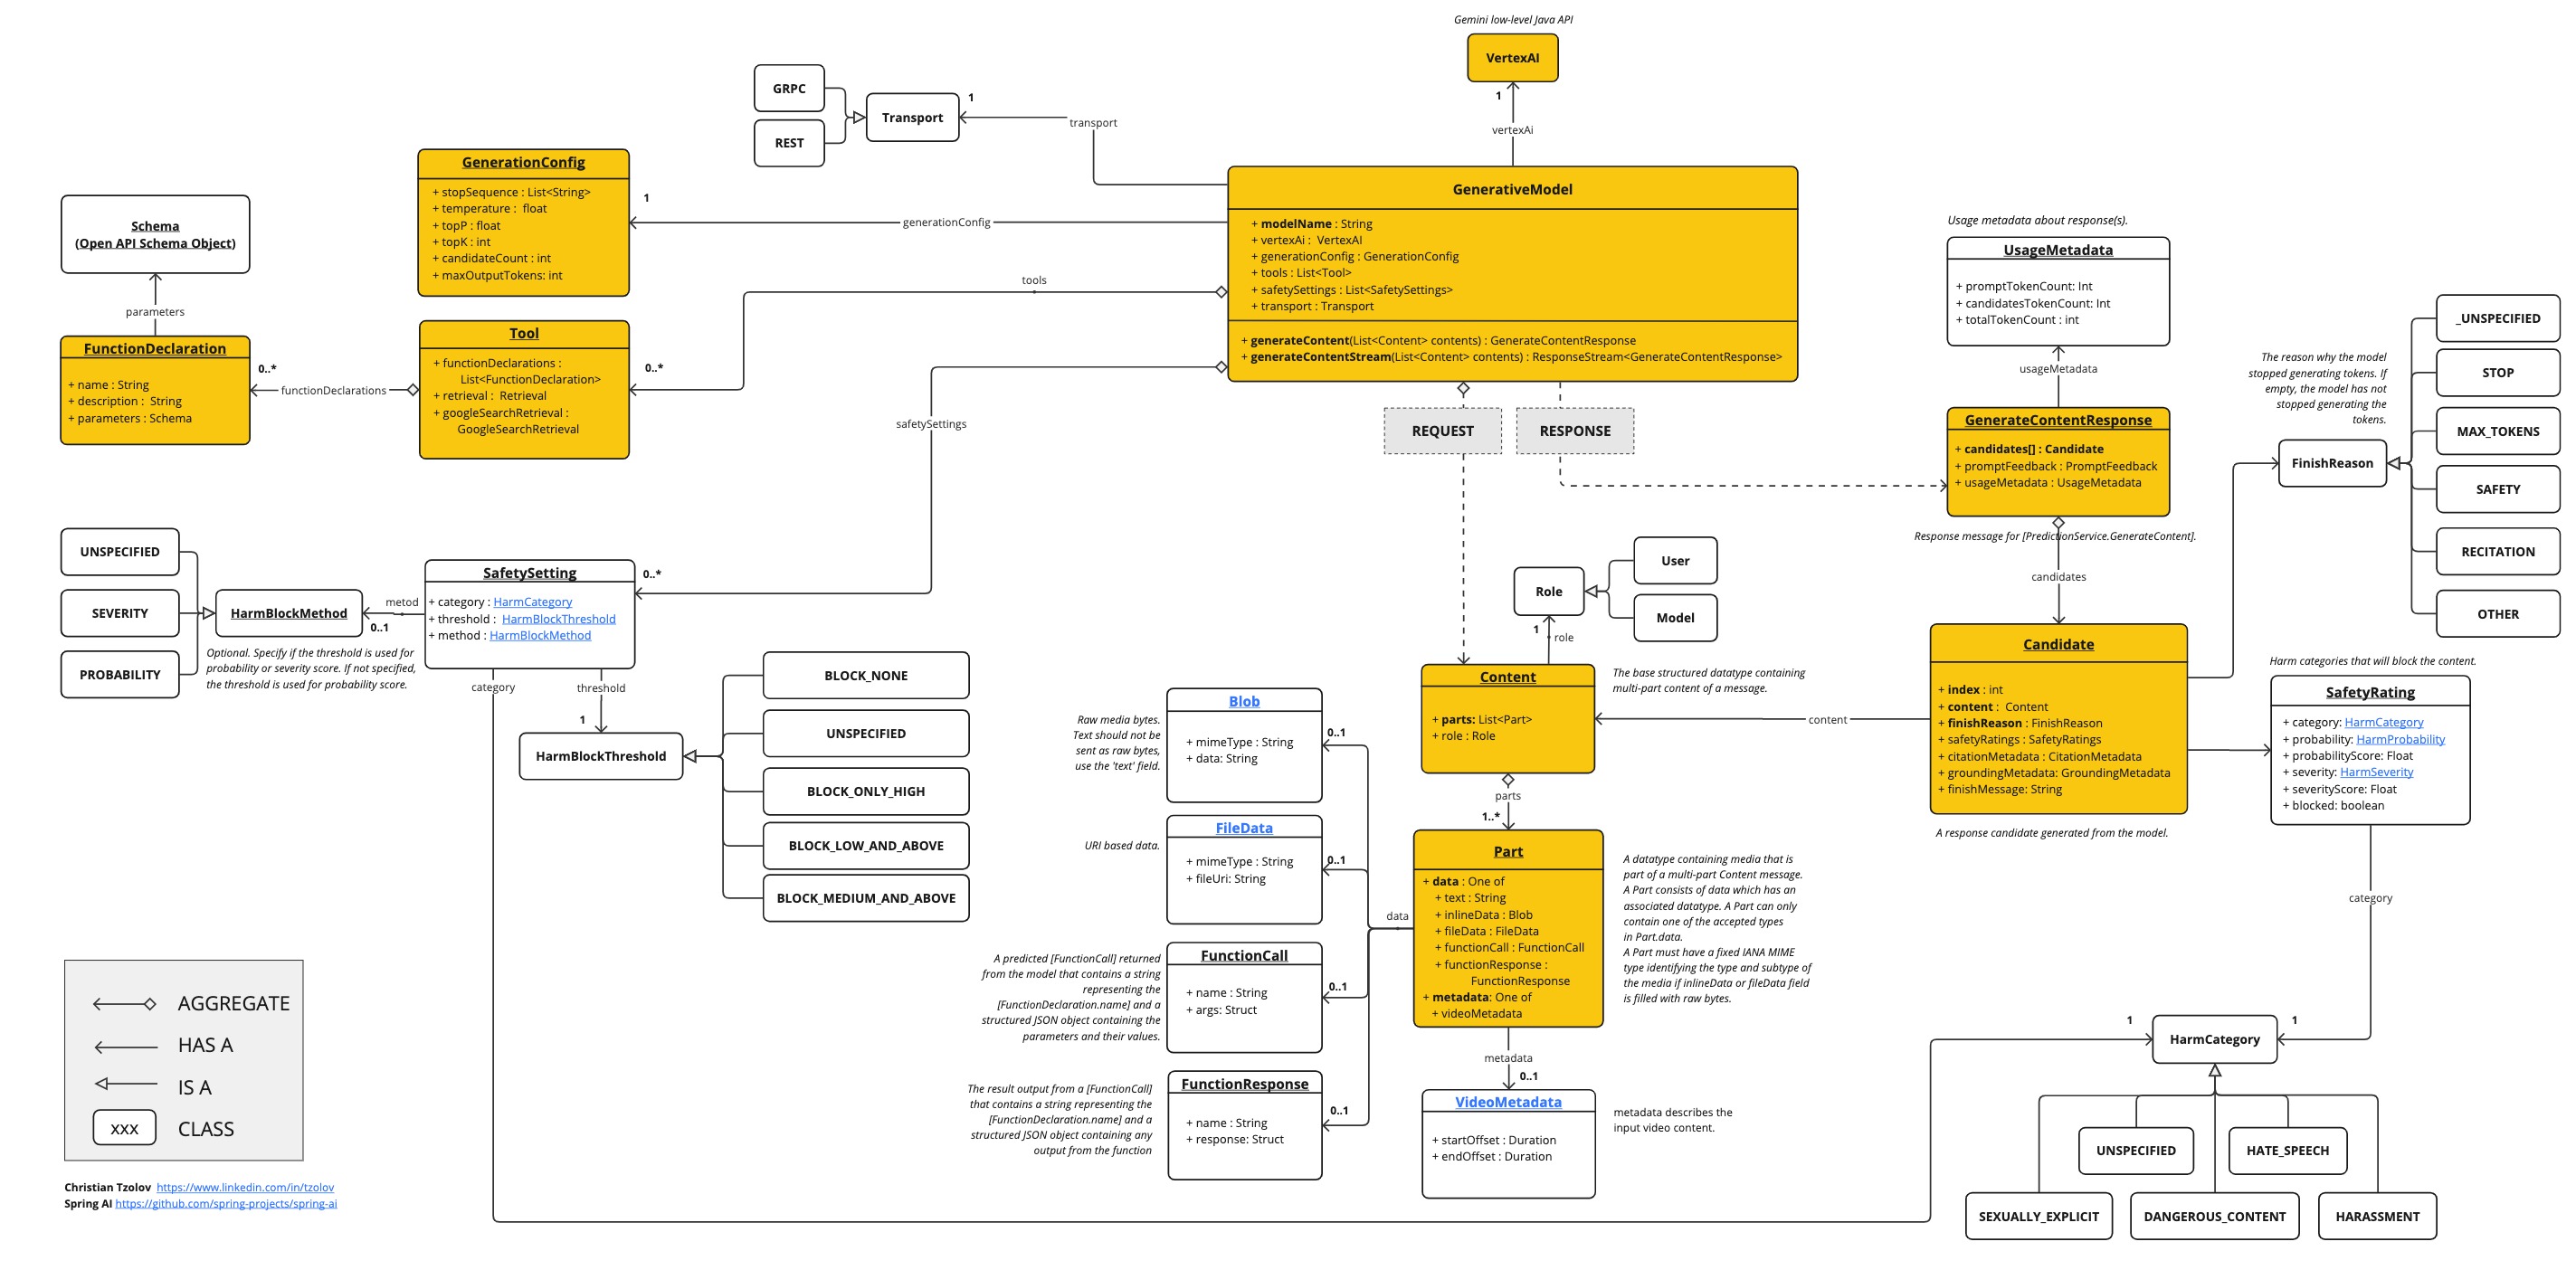 Gemini low-level Java API
VertexAI
1
vertexAi
GRPC
REST
Transport
1
transport
GenerationConfig
+ stopSequence : List<String>
+ temperature :  float
+ topP : float
+ topK : int
+ candidateCount : int
+ maxOutputTokens: int
1
generationConfig
GenerativeModel
+ modelName : String
+ vertexAi :  VertexAI
+ generationConfig : GenerationConfig
+ tools : List<Tool>
+ safetySettings : List<SafetySettings>
+ transport : Transport
+ generateContent(List<Content> contents) : GenerateContentResponse
+ generateContentStream(List<Content> contents) : ResponseStream<GenerateContentResponse>
Schema
(Open API Schema Object)
parameters
FunctionDeclaration
+ name : String
+ description :  String
+ parameters : Schema
0..*
functionDeclarations
Tool
+ functionDeclarations :
List<FunctionDeclaration>
+ retrieval :  Retrieval
+ googleSearchRetrieval :
GoogleSearchRetrieval
0..*
tools
safetySettings
REQUEST
RESPONSE
Usage metadata about response(s).
UsageMetadata
+ promptTokenCount: Int
+ candidatesTokenCount: Int
+ totalTokenCount : int
usageMetadata
GenerateContentResponse
+ candidates[] : Candidate
+ promptFeedback : PromptFeedback
+ usageMetadata : UsageMetadata
Response message for [PredictionService.GenerateContent].
candidates
The reason why the model
stopped generating tokens. If
empty, the model has not
stopped generating the
tokens.
FinishReason
_UNSPECIFIED
STOP
MAX_TOKENS
SAFETY
RECITATION
OTHER
UNSPECIFIED
SEVERITY
PROBABILITY
HarmBlockMethod
metod
0..1
Optional. Specify if the threshold is used for
probability or severity score. If not specified,
the threshold is used for probability score.
SafetySetting
+ category : HarmCategory
+ threshold :  HarmBlockThreshold
+ method : HarmBlockMethod
0..*
category
threshold
1
HarmBlockThreshold
BLOCK_NONE
UNSPECIFIED
BLOCK_ONLY_HIGH
BLOCK_LOW_AND_ABOVE
BLOCK_MEDIUM_AND_ABOVE
Role
User
Model
1
role
Content
+ parts: List<Part>
+ role : Role
The base structured datatype containing
multi-part content of a message.
content
parts
1..*
Candidate
+ index : int
+ content :  Content
+ finishReason : FinishReason
+ safetyRatings : SafetyRatings
+ citationMetadata : CitationMetadata
+ groundingMetadata: GroundingMetadata
+ finishMessage: String
A response candidate generated from the model.
Harm categories that will block the content.
SafetyRating
+ category: HarmCategory
+ probability: HarmProbability
+ probabilityScore: Float
+ severity: HarmSeverity
+ severityScore: Float
+ blocked: boolean
category
Raw media bytes.
Text should not be
sent as raw bytes,
use the 'text' field.
Blob
+ mimeType : String
+ data: String
0..1
URI based data.
FileData
+ mimeType : String
+ fileUri: String
0..1
data
Part
+ data : One of
+ text : String
+ inlineData : Blob
+ fileData : FileData
+ functionCall : FunctionCall
+ functionResponse :
FunctionResponse
+ metadata: One of
+ videoMetadata
A datatype containing media that is
part of a multi-part Content message.
A Part consists of data which has an
associated datatype. A Part can only
contain one of the accepted types
in Part.data.
A Part must have a fixed IANA MIME
type identifying the type and subtype of
the media if inlineData or fileData field
is filled with raw bytes.
A predicted [FunctionCall] returned
from the model that contains a string
representing the
[FunctionDeclaration.name] and a
structured JSON object containing the
parameters and their values.
FunctionCall
+ name : String
+ args: Struct
0..1
The result output from a [FunctionCall]
that contains a string representing the
[FunctionDeclaration.name] and a
structured JSON object containing any
output from the function
FunctionResponse
+ name : String
+ response: Struct
0..1
metadata
0..1
VideoMetadata
+ startOffset : Duration
+ endOffset : Duration
metadata describes the
input video content.
1
1
HarmCategory
UNSPECIFIED
HATE_SPEECH
SEXUALLY_EXPLICIT
DANGEROUS_CONTENT
HARASSMENT
AGGREGATE
HAS A
IS A
xxx
CLASS
Christian Tzolov  https://www.linkedin.com/in/tzolov
Spring AI https://github.com/spring-projects/spring-ai